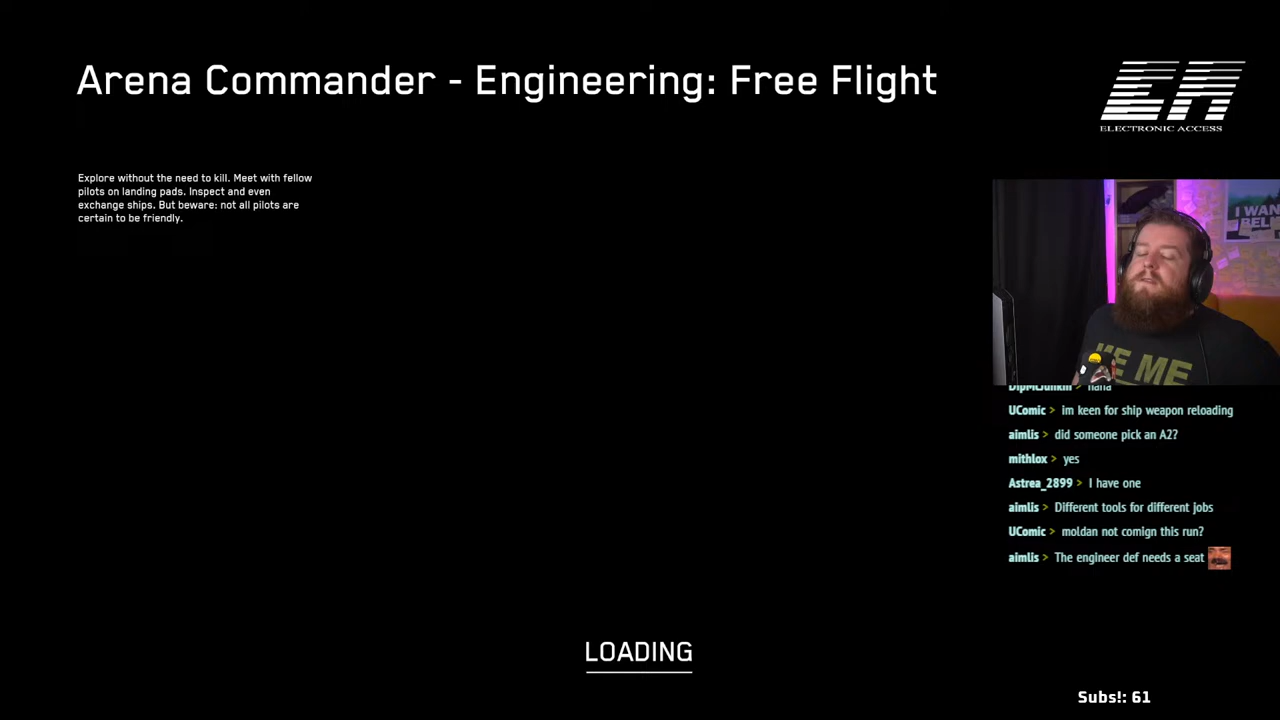 Arena Commander - Engineering: Free Flight
ELECTRONIC ACCESS
Explore without the need to kill. Meet with fellow
pilots on landing pads. Inspect and even
exchange ships. But beware: not all pilots are
certain to be friendly.
I WAN
BEL
ME
UComic > im keen for ship weapon reloading
aimlis > did someone pick an A2?
mithlox > yes
Astrea_2899 > I have one
aimlis > Different tools for different jobs
UComic > moldan not comign this run?
aimlis > The engineer def needs a seat
LOADING
Subs!: 61